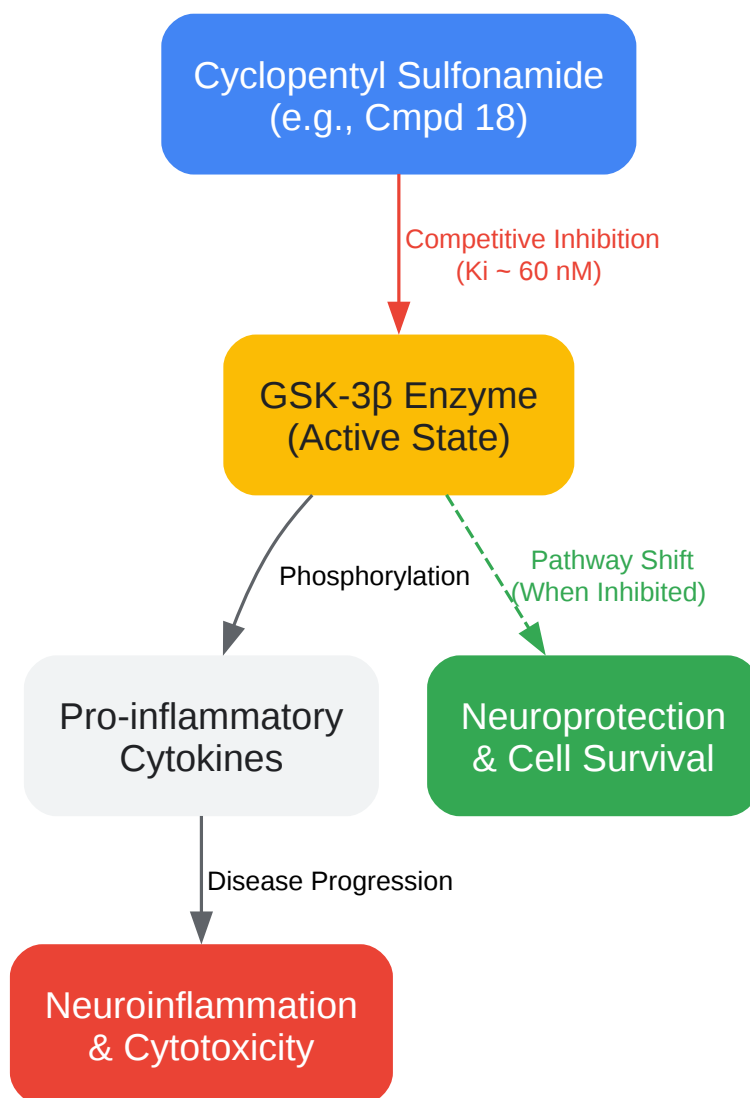 Cyclopentyl Sulfonamide
(e.g., Cmpd 18)
Competitive Inhibition
(Ki ~ 60 nM)
GSK-3β Enzyme
(Active State)
Phosphorylation
Pathway Shift
(When Inhibited)
Pro-inflammatory
Cytokines
Neuroprotection
& Cell Survival
Disease Progression
Neuroinflammation
& Cytotoxicity